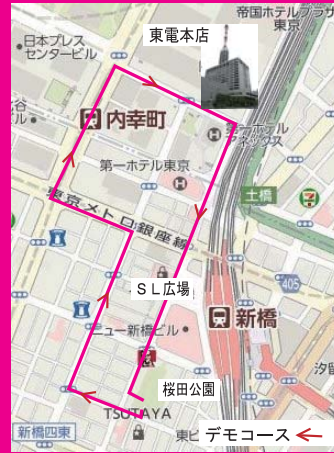 帝国ホテルプラザ
東京
東電本店
日本プレス
センタービル
内幸町
第一ホテル
アネックス
第一ホテル東京
土橋
東京メトロ銀座線
405
SL広場
新橋
ニュー新橋ビル
汐留
桜田公園
TSUTAYA
新橋四東
東ビ
デモコース